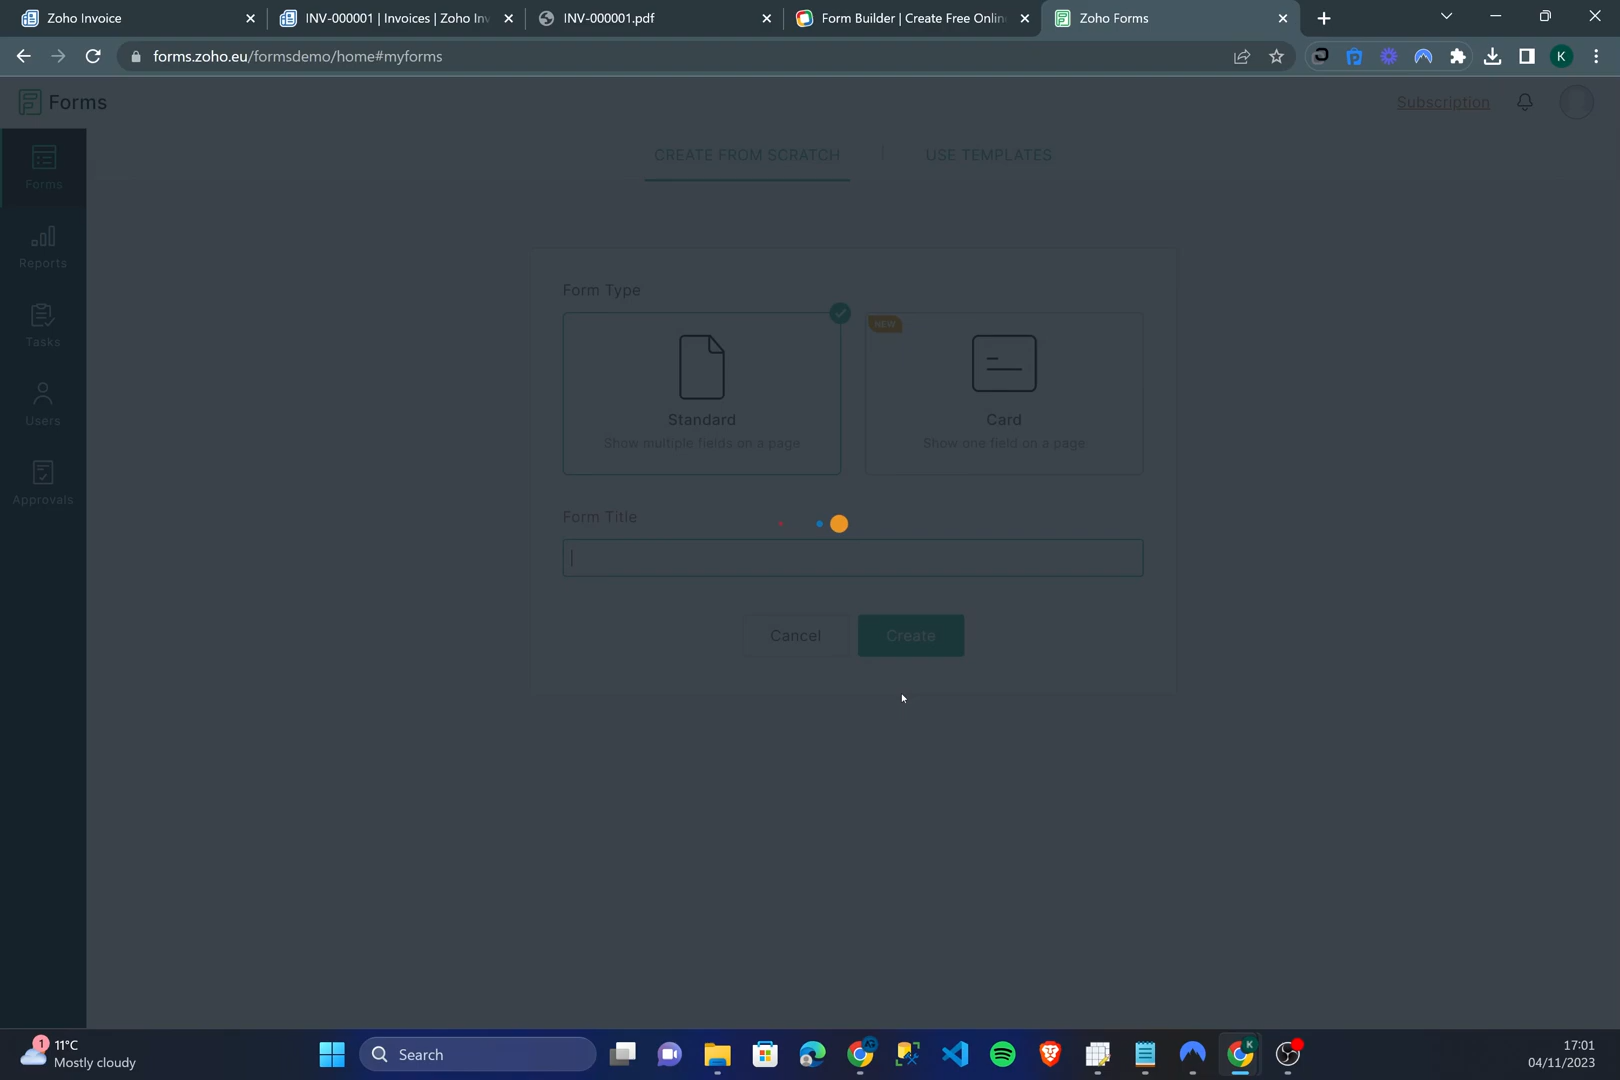 Zoho Invoice
INV-000001 | Invoices | Zoho Inv
INV-000001.pdf
Form Builder | Create Free Onlin
Zoho Forms
forms.zoho.eu/formsdemo/home#myforms
K
Forms
Subscription
CREATE FROM SCRATCH
USE TEMPLATES
Forms
Reports
Tasks
Users
Approvals
Form Type
NEW
Standard
Card
Show multiple fields on a page
Show one field on a page
Form Title
Cancel
Create
1
11°C
Mostly cloudy
Search
K
17:01
04/11/2023